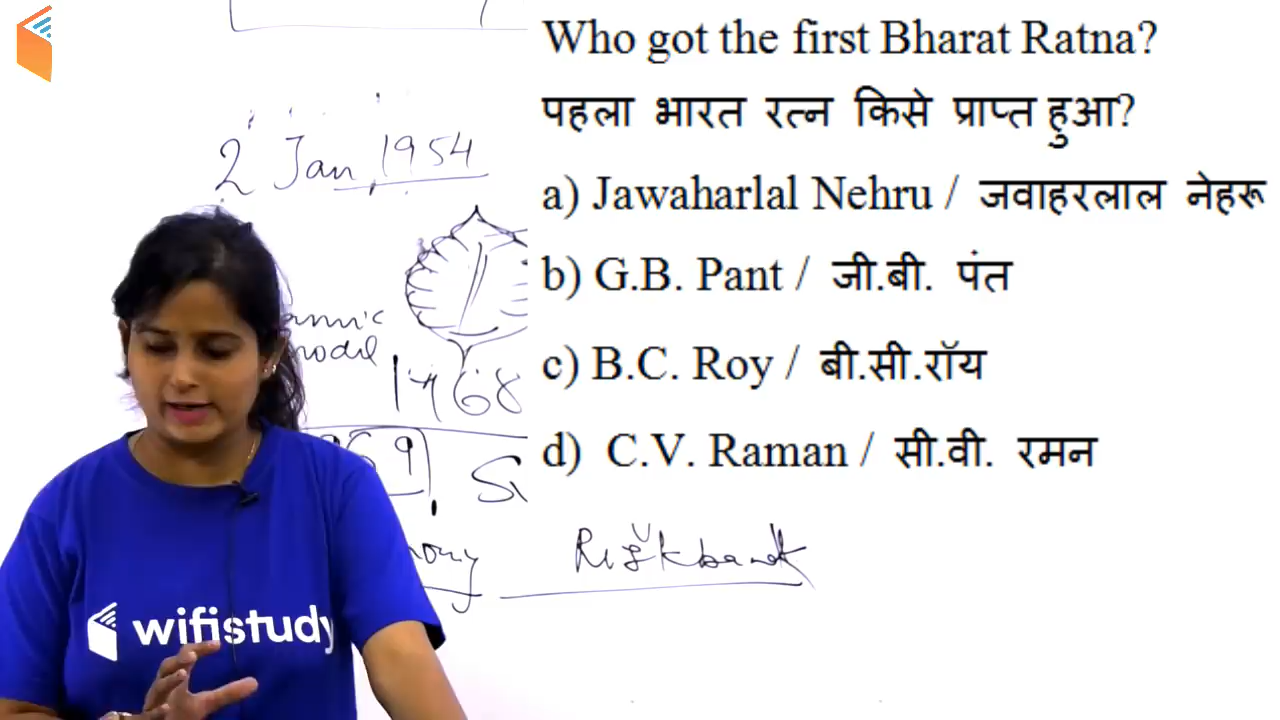 Who got the first Bharat Ratna?
पहला भारत रत्न किसे प्राप्त हुआ?
2 Jan 1954
a) Jawaharlal Nehru / जवाहरलाल नेहरू
b) G.B. Pant / जी.बी. पंत
c) B.C. Roy / बी.सी.रॉय
d) C.V. Raman / सी.वी. रमन
wifistudy